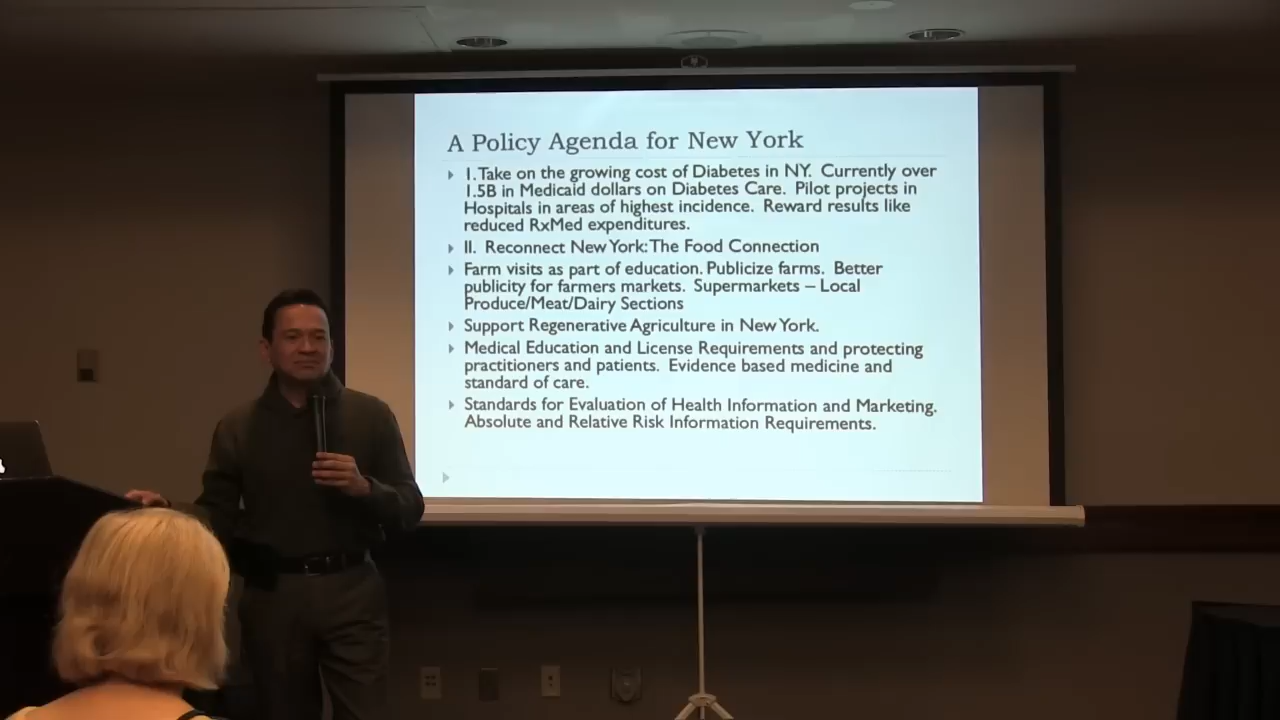 A Policy Agenda for New York
I. Take on the growing cost of Diabetes in NY. Currently over
1.5B in Medicaid dollars on Diabetes Care. Pilot projects in
Hospitals in areas of highest incidence. Reward results like
reduced RxMed expenditures.
II. Reconnect New York: The Food Connection
Farm visits as part of education. Publicize farms. Better
publicity for farmers markets. Supermarkets – Local
Produce/Meat/Dairy Sections
Support Regenerative Agriculture in New York.
Medical Education and License Requirements and protecting
practitioners and patients. Evidence based medicine and
standard of care.
Standards for Evaluation of Health Information and Marketing.
Absolute and Relative Risk Information Requirements.